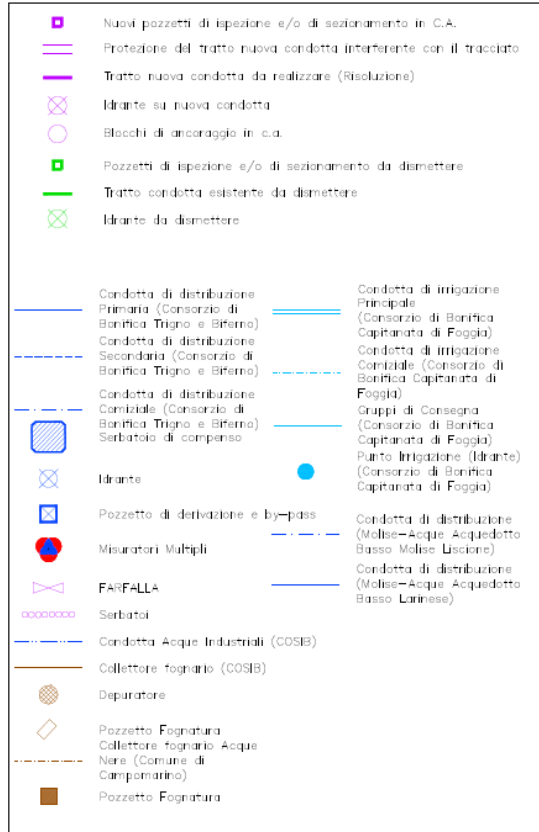 Nuovi pozzetti di ispezione e/o di sezionamento in C.A.
Protezione del tratto nuova condotta interferente con il tracciato
Tratto nuova condotta da realizzare (Risoluzione)
Idrante su nuova condotta
Blocchi di ancoraggio in c.a.
Pozzetti di ispezione e/o di sezionamento da dismettere
Tratto condotta esistente da dismettere
Idrante da dismettere
Condotta di distribuzione
Primaria (Consorzio di
Bonifica Trigno e Biferno)
Condotta di distribuzione
Secondaria (Consorzio di
Bonifica Trigno e Biferno)
Condotta di distribuzione
Comiziale (Consorzio di
Bonifica Trigno e Biferno)
Serbatoio di compenso
Idrante
Pozzetto di derivazione e by-pass
Misuratori Multipli
FARFALLA
Serbatoi
Condotta Acque Industriali (COSIB)
Collettore fognario (COSIB)
Depuratore
Pozzetto Fognatura
Collettore fognario Acque
Nere (Comune di
Campomarino)
Pozzetto Fognatura
Condotta di irrigazione
Principale
(Consorzio di Bonifica
Capitanata di Foggia)
Condotta di irrigazione
Comiziale (Consorzio di
Bonifica Capitanata di
Foggia)
Gruppi di Consegna
(Consorzio di Bonifica
Capitanata di Foggia)
Punto Irrigazione (Idrante)
(Consorzio di Bonifica
Capitanata di Foggia)
Condotta di distribuzione
(Molise-Acque Acquedotto
Basso Molise Liscione)
Condotta di distribuzione
(Molise-Acque Acquedotto
Basso Larinese)